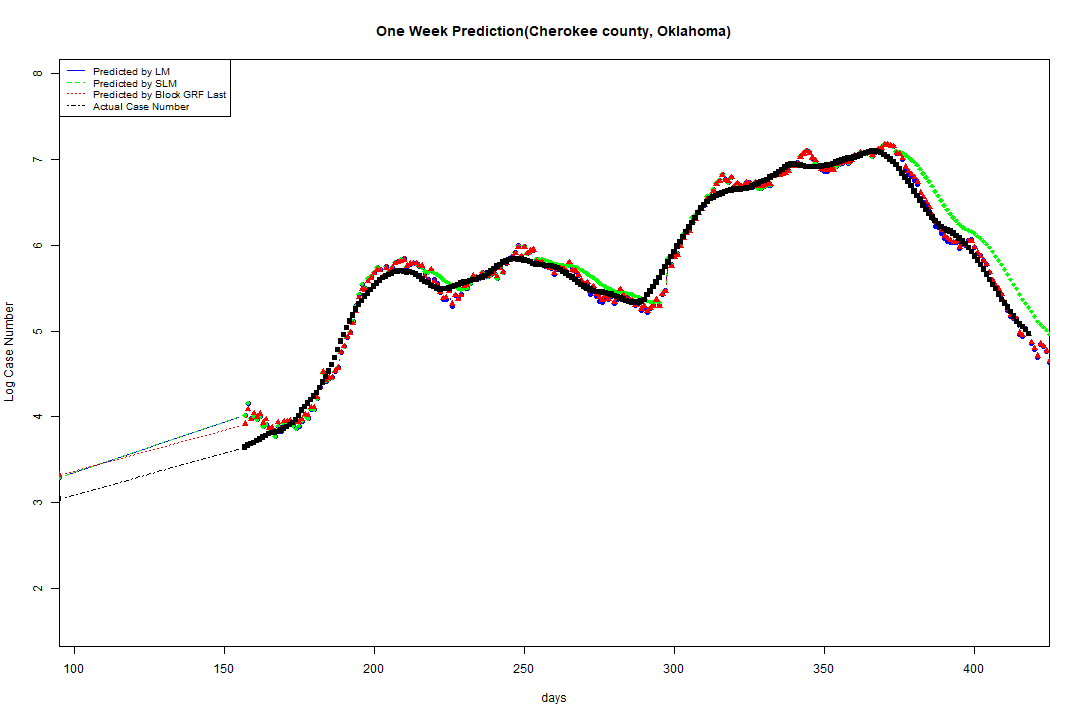 One Week Prediction(Cherokee county, Oklahoma)
Predicted by LM
Predicted by SLM
Predicted by Block GRF Last
Actual Case Number
8
7
6
5
4
3
2
Log Case Number
100 150 200 250 300 350 400
days